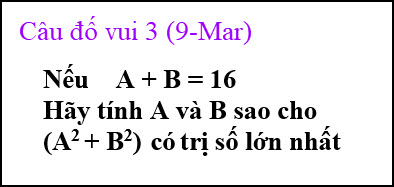 Câu đố vui 3 (9-Mar)
Nếu A + B = 16
Hãy tính A và B sao cho
(A² + B²) có trị số lớn nhất